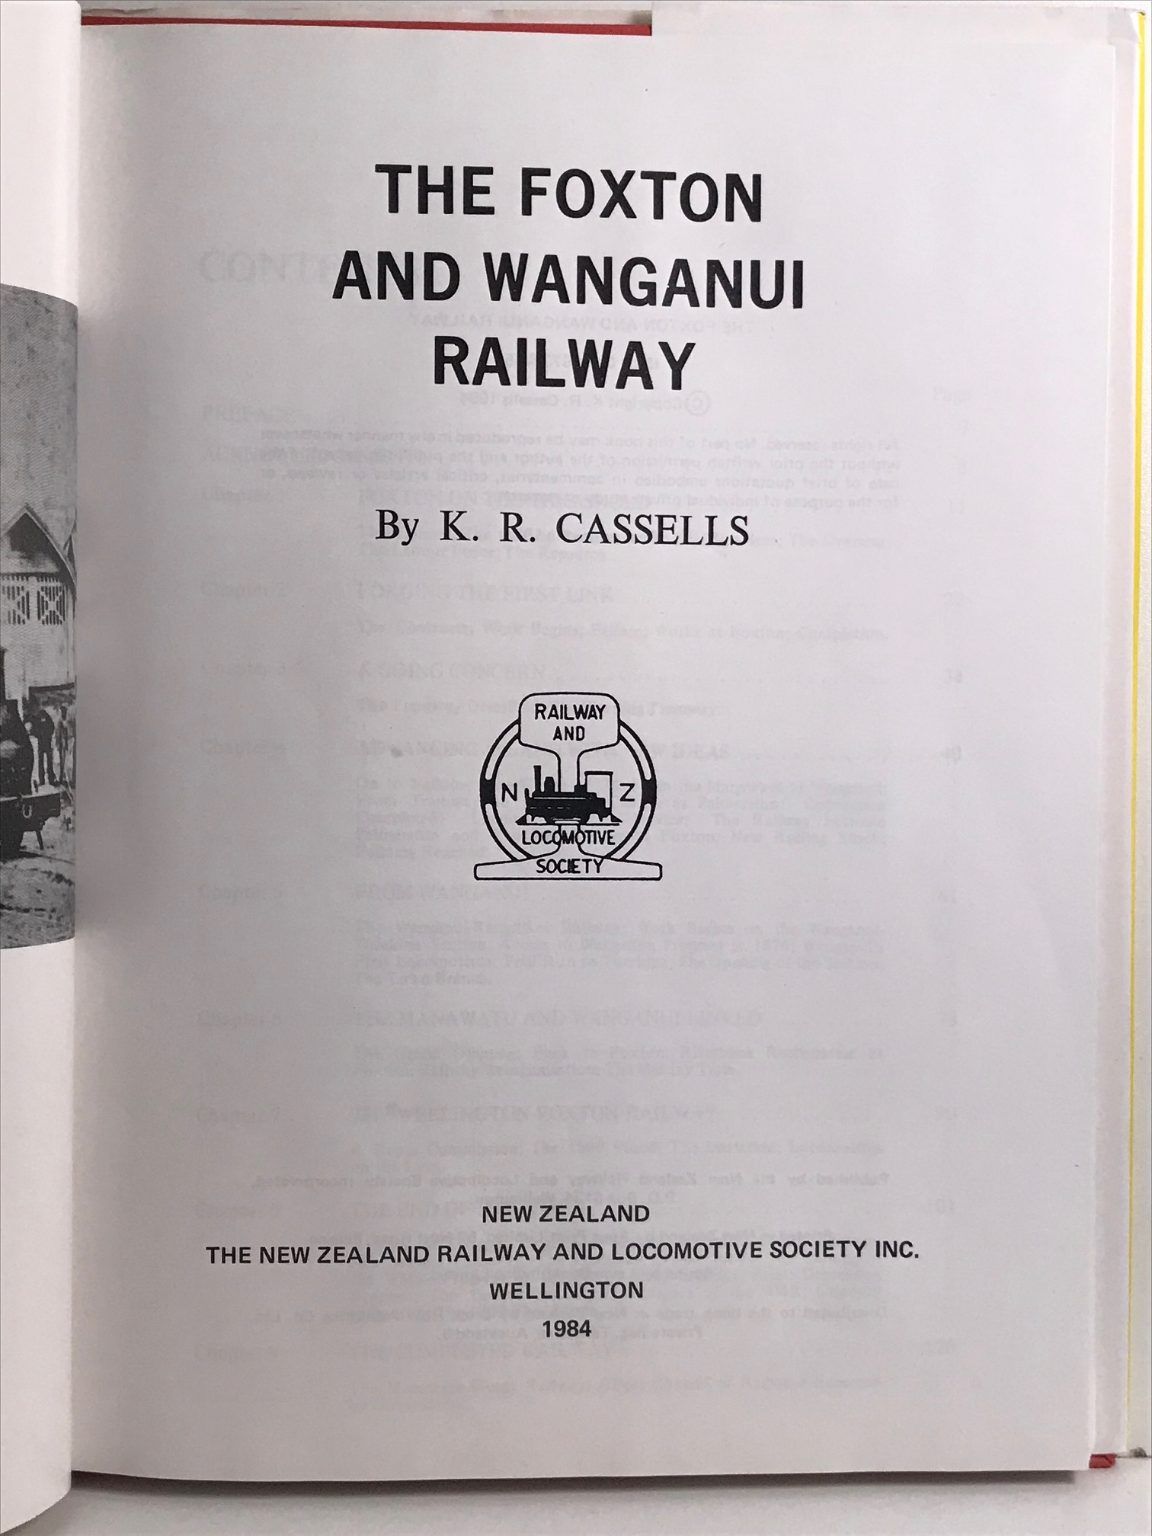 THE FOXTON
AND WANGANUI
RAILWAY
By K. R. CASSELLS
RAILWAY
AND
N Z
LOCOMOTIVE
SOCIETY
NEW ZEALAND
THE NEW ZEALAND RAILWAY AND LOCOMOTIVE SOCIETY INC.
WELLINGTON
1984